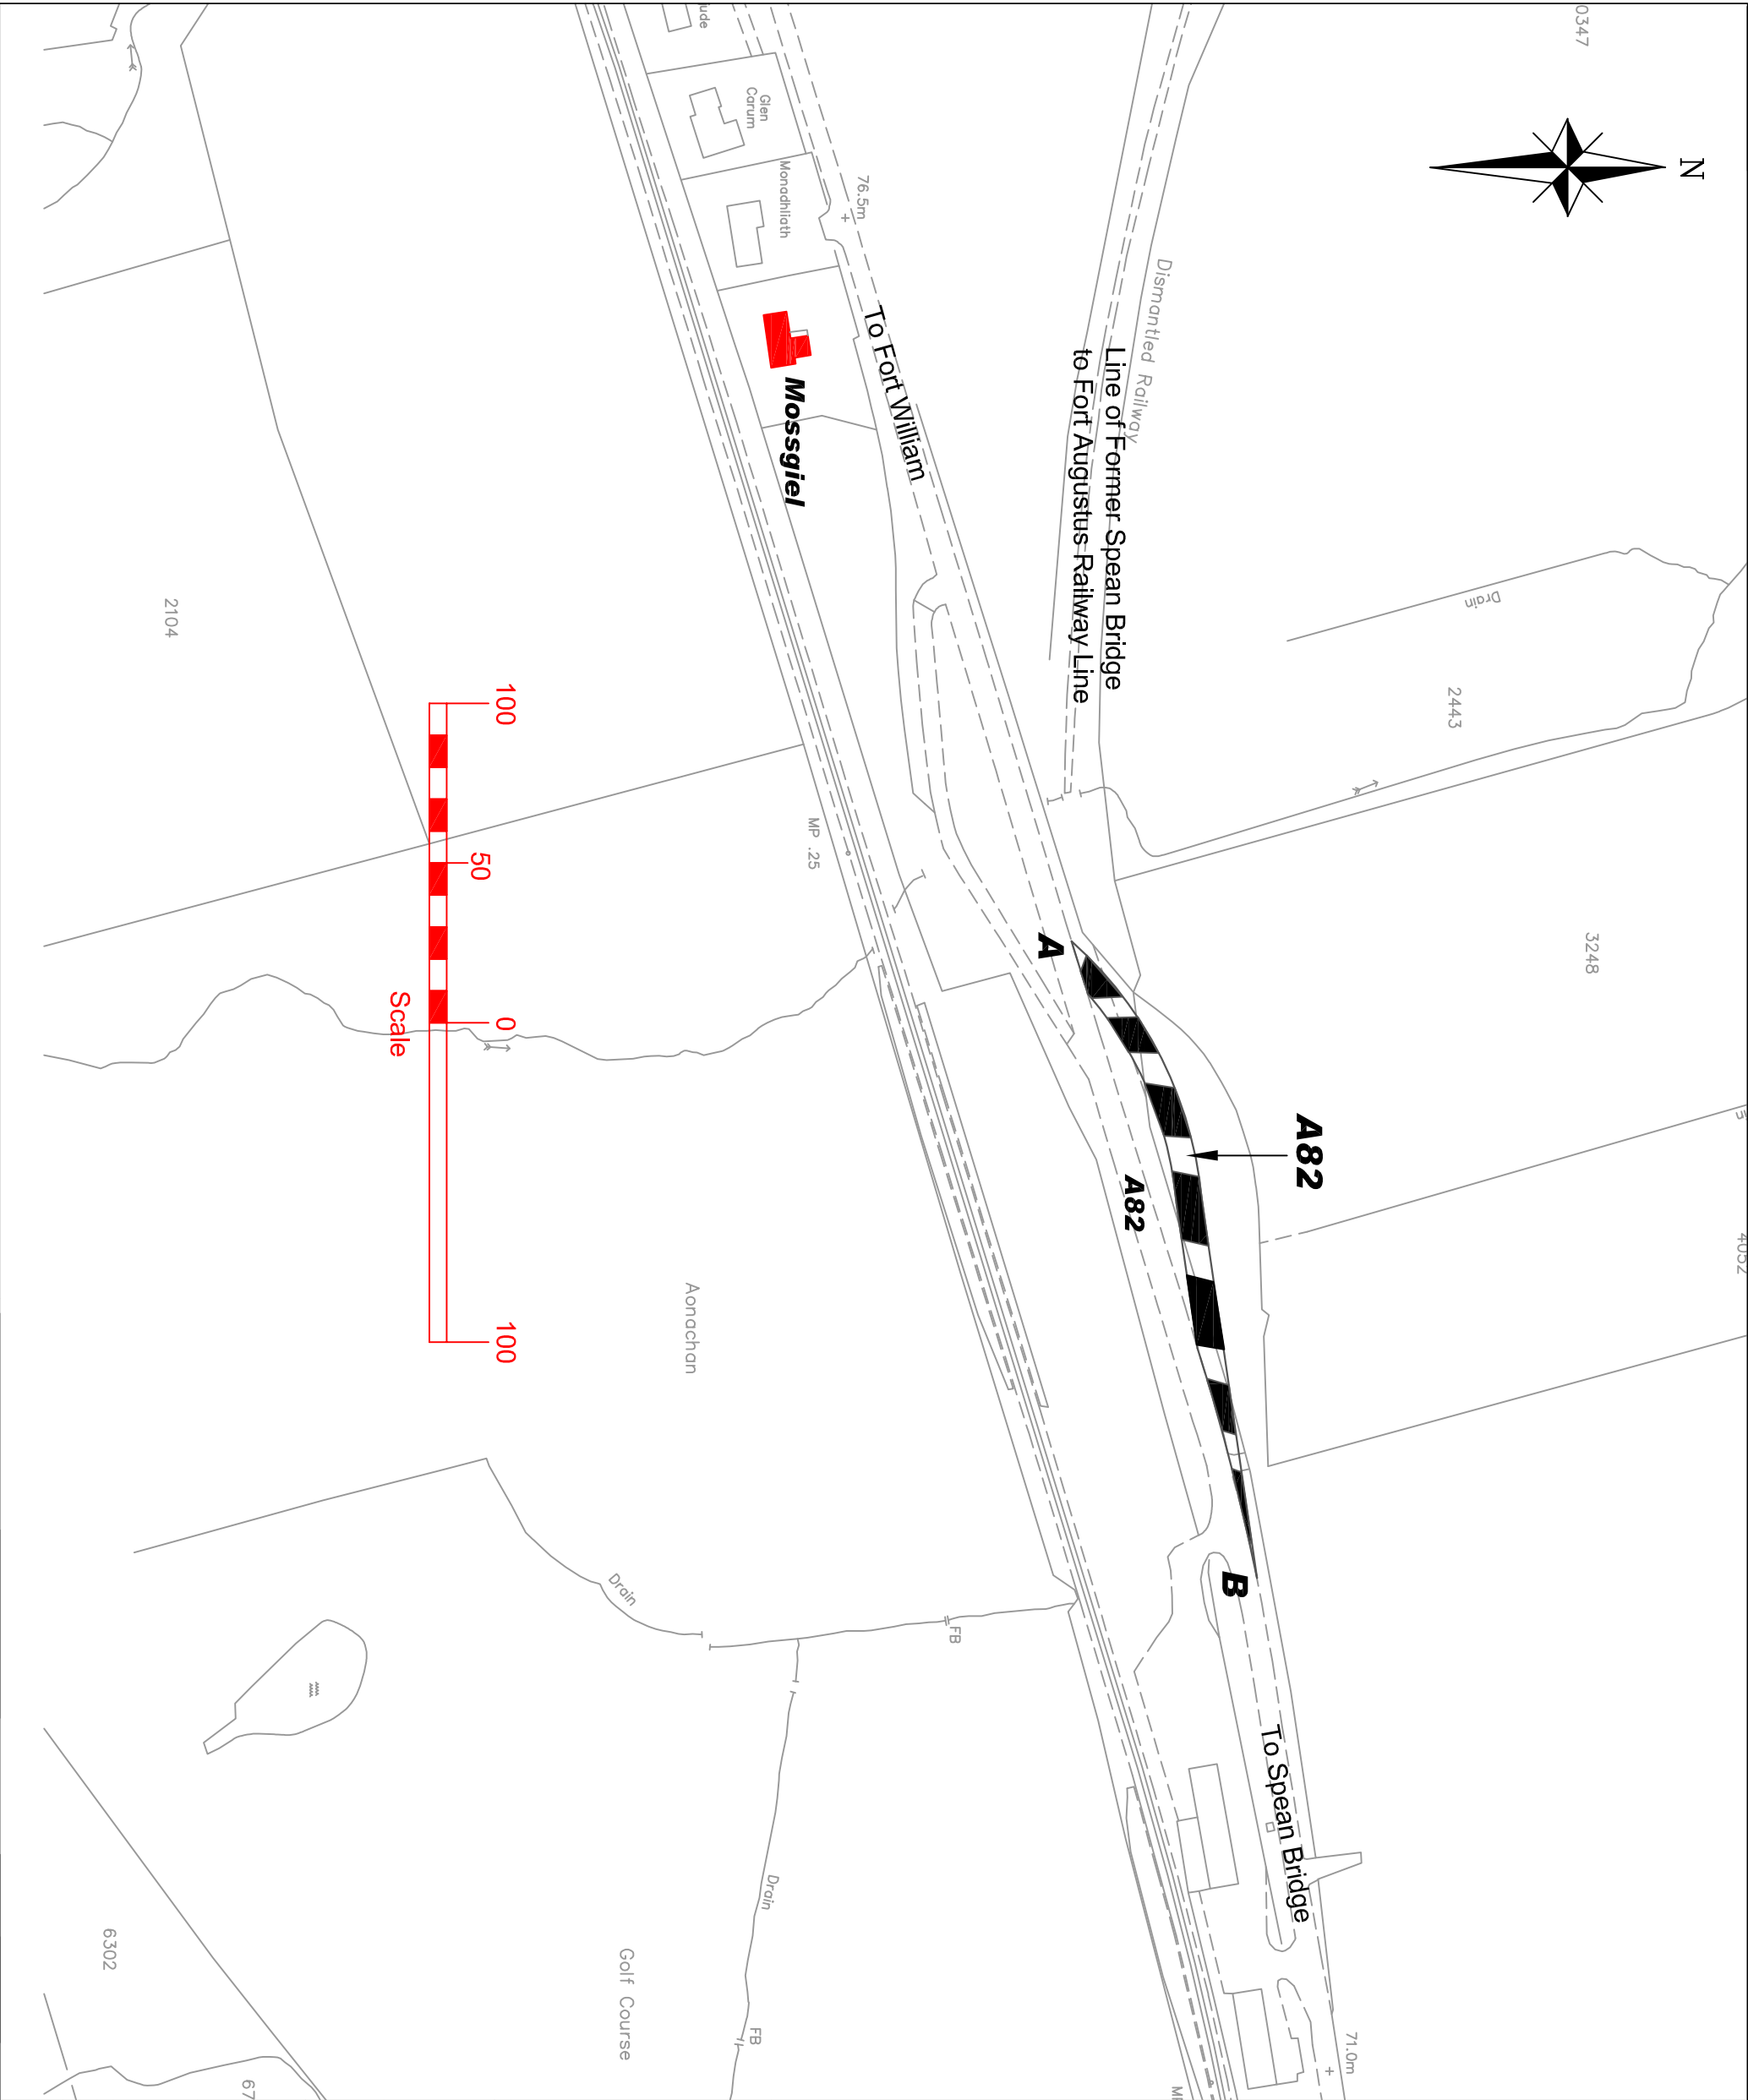 N
0347
Glen
Carum
Monadhliath
76.5m
Dismantled Railway
Line of Former Spean Bridge
to Fort Augustus Railway Line
To Fort William
Mossgiel
Drain
2443
2104
3248
MP .25
A
A82
A82
B
4052
100
50
0
100
Scale
Aonachan
Drain
FB
To Spean Bridge
Drain
Golf Course
FB
71.0m
6302
67